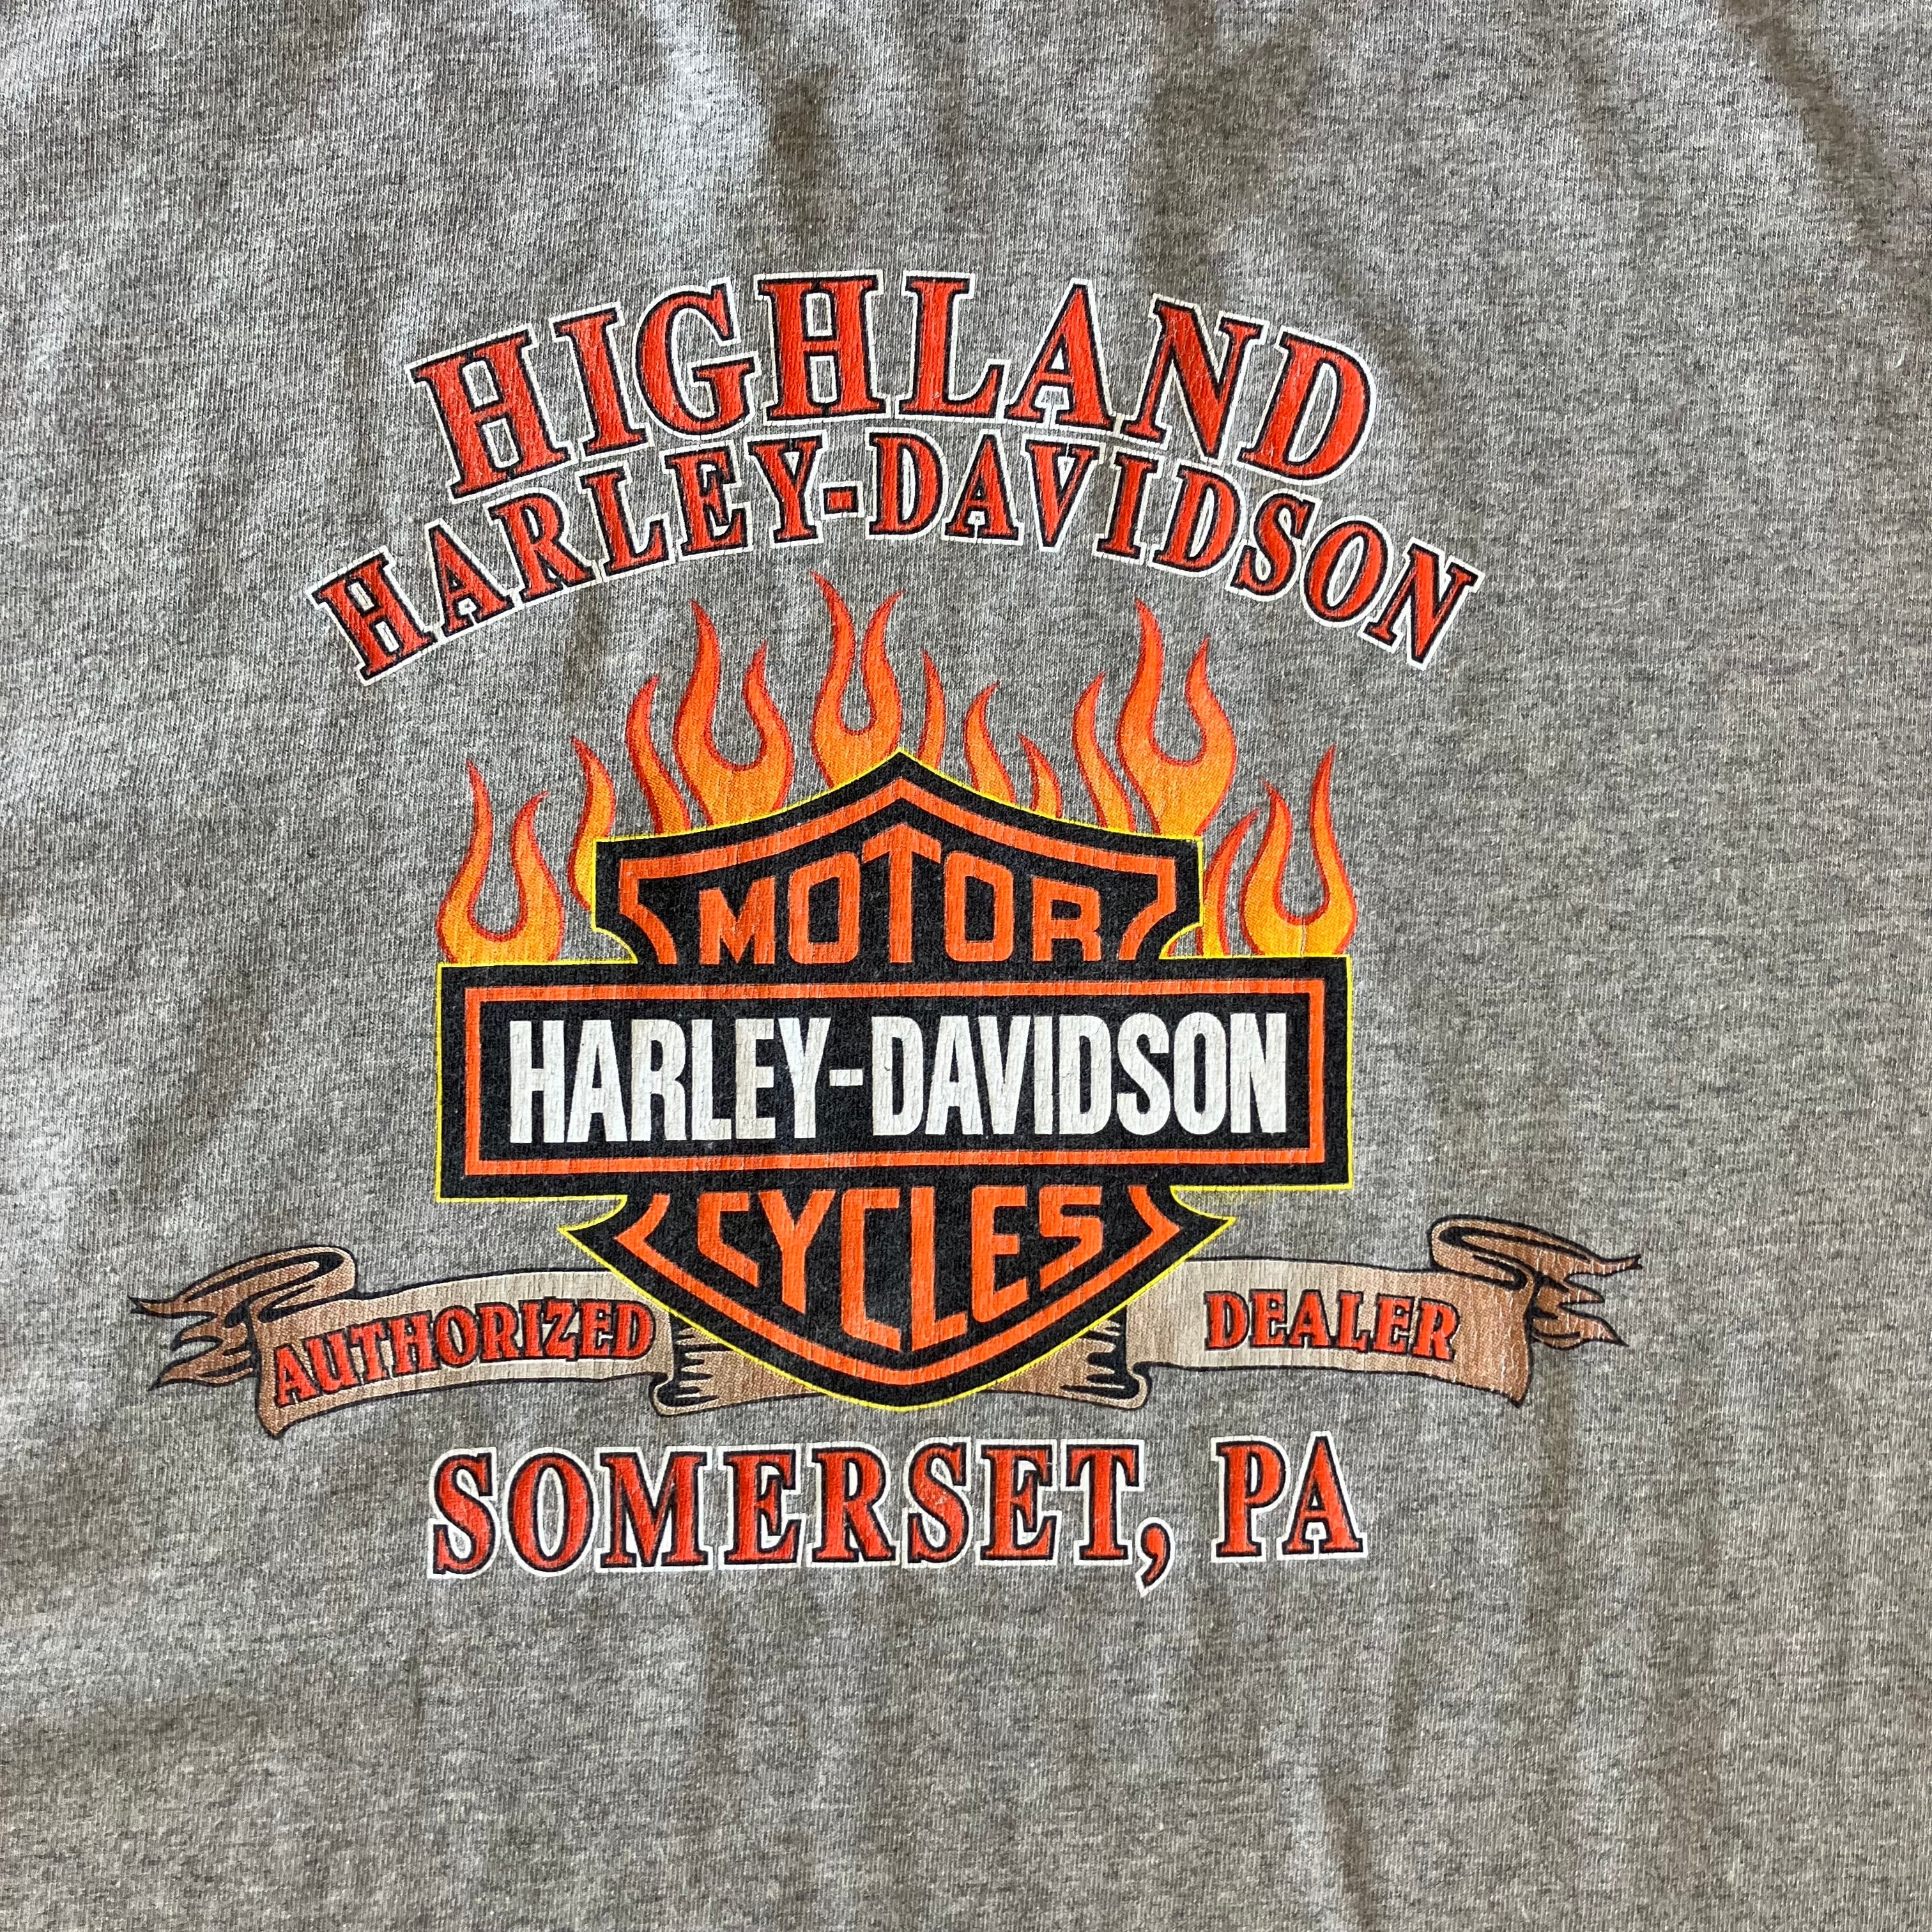 HIGHLAND
HARLEY-DAVIDSON
MOTOR
HARLEY-DAVIDSON
CYCLES
AUTHORIZED DEALER
SOMERSET, PA